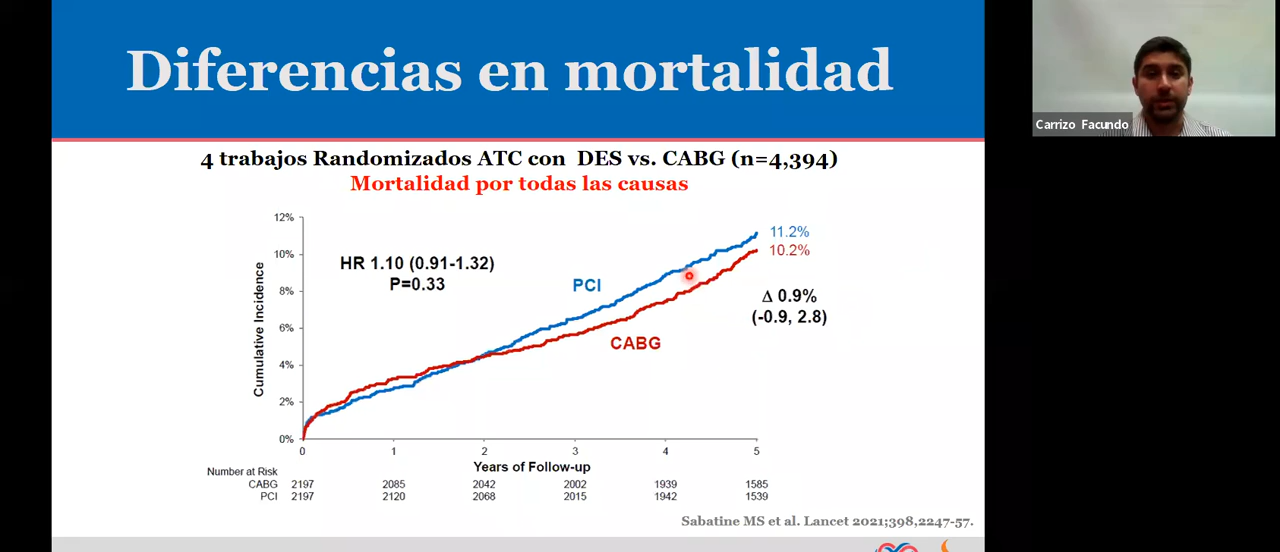 Diferencias en mortalidad
Carrizo Facundo
4 trabajos Randomizados ATC con DES vs. CABG (n=4,394)
Mortalidad por todas las causas
12%
10%
8%
6%
4%
2%
0%
Cumulative Incidence
HR 1.10 (0.91-1.32)
P=0.33
PCI
CABG
11.2%
10.2%
Δ 0.9%
(-0.9, 2.8)
0 1 2 3 4 5
Years of Follow-up
Number at Risk
CABG 2197 2085 2042 2002 1939 1585
PCI 2197 2120 2068 2015 1942 1539
Sabatine MS et al. Lancet 2021;398,2247-57.